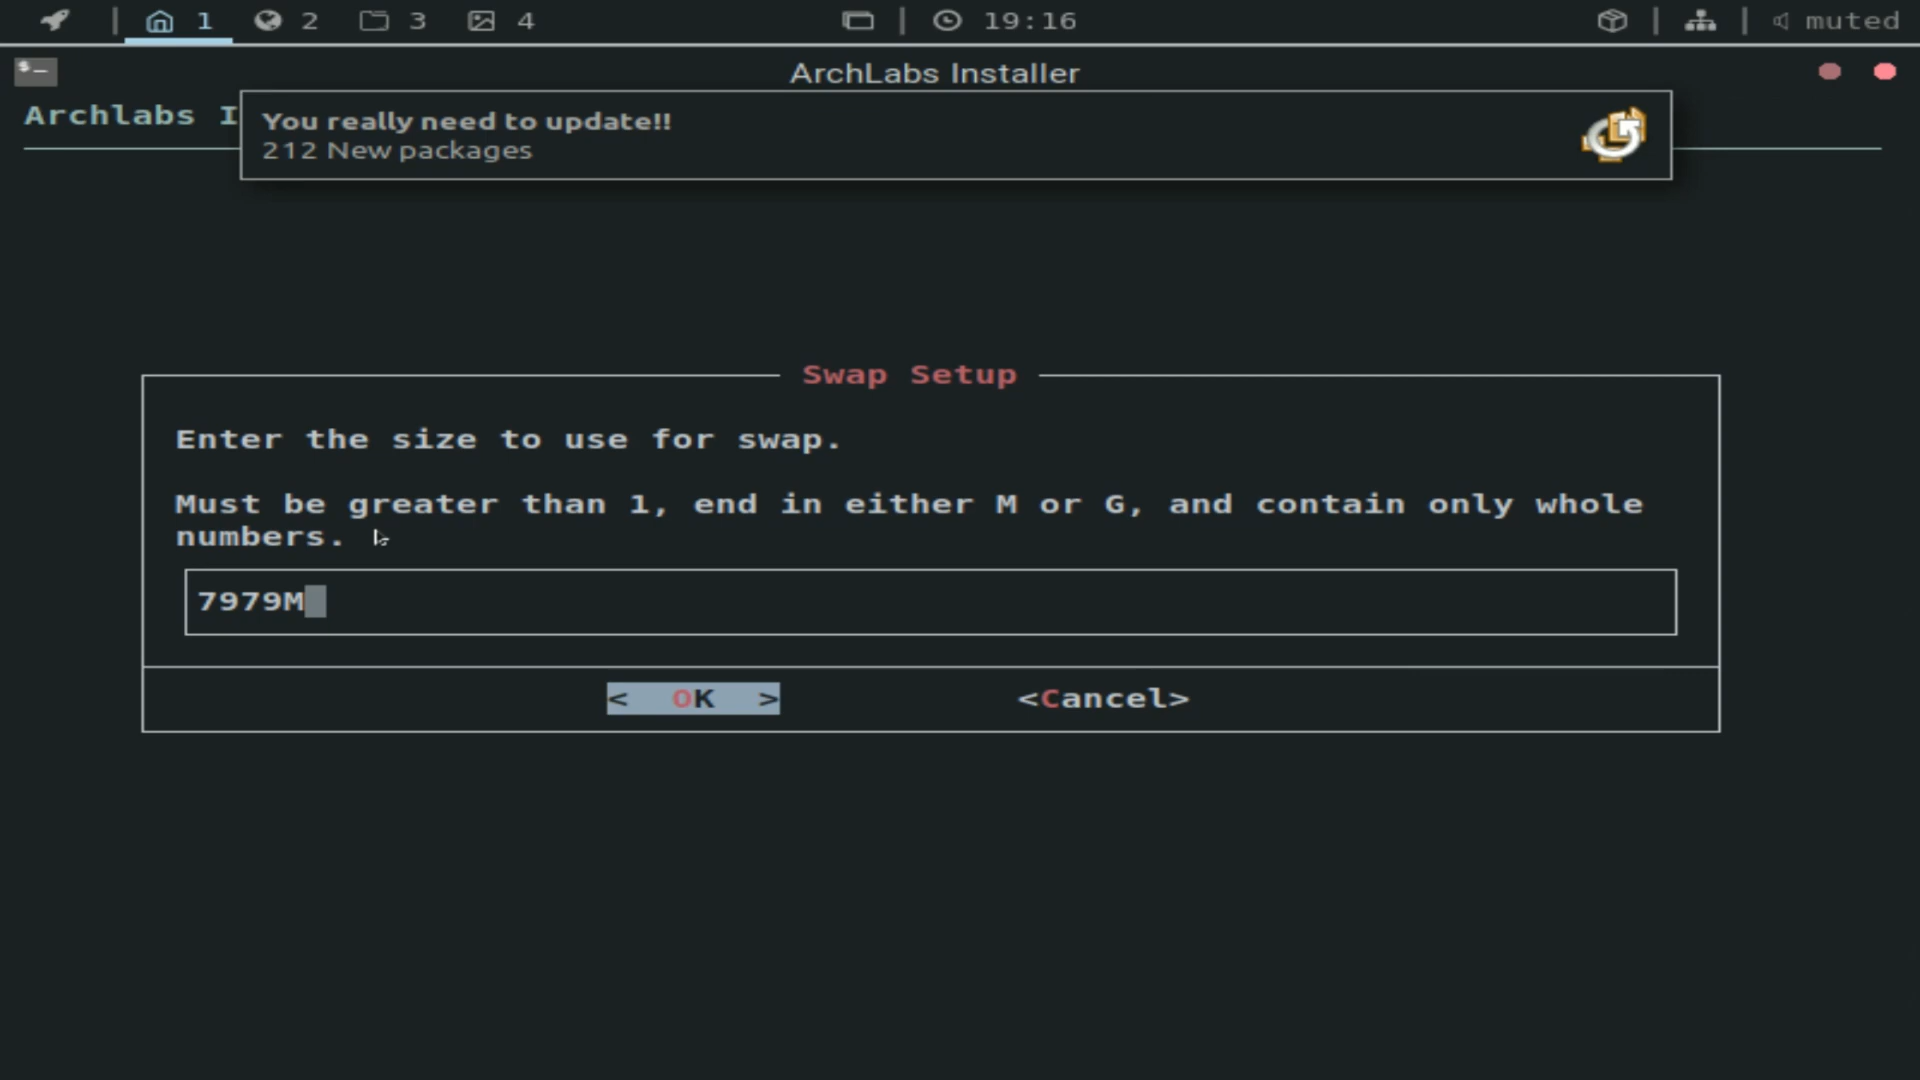 1 2 3 4 19:16 muted
ArchLabs Installer
Archlabs I
You really need to update!!
212 New packages
Swap Setup
Enter the size to use for swap.
Must be greater than 1, end in either M or G, and contain only whole
numbers.
7979M
< OK > <Cancel>